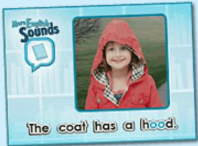 More English
Sounds
The coat has a hood.